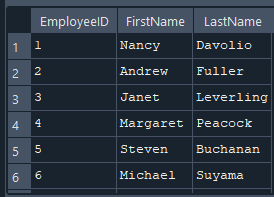 EmployeeID FirstName LastName
1 1 Nancy Davolio
2 2 Andrew Fuller
3 3 Janet Leverling
4 4 Margaret Peacock
5 5 Steven Buchanan
6 6 Michael Suyama